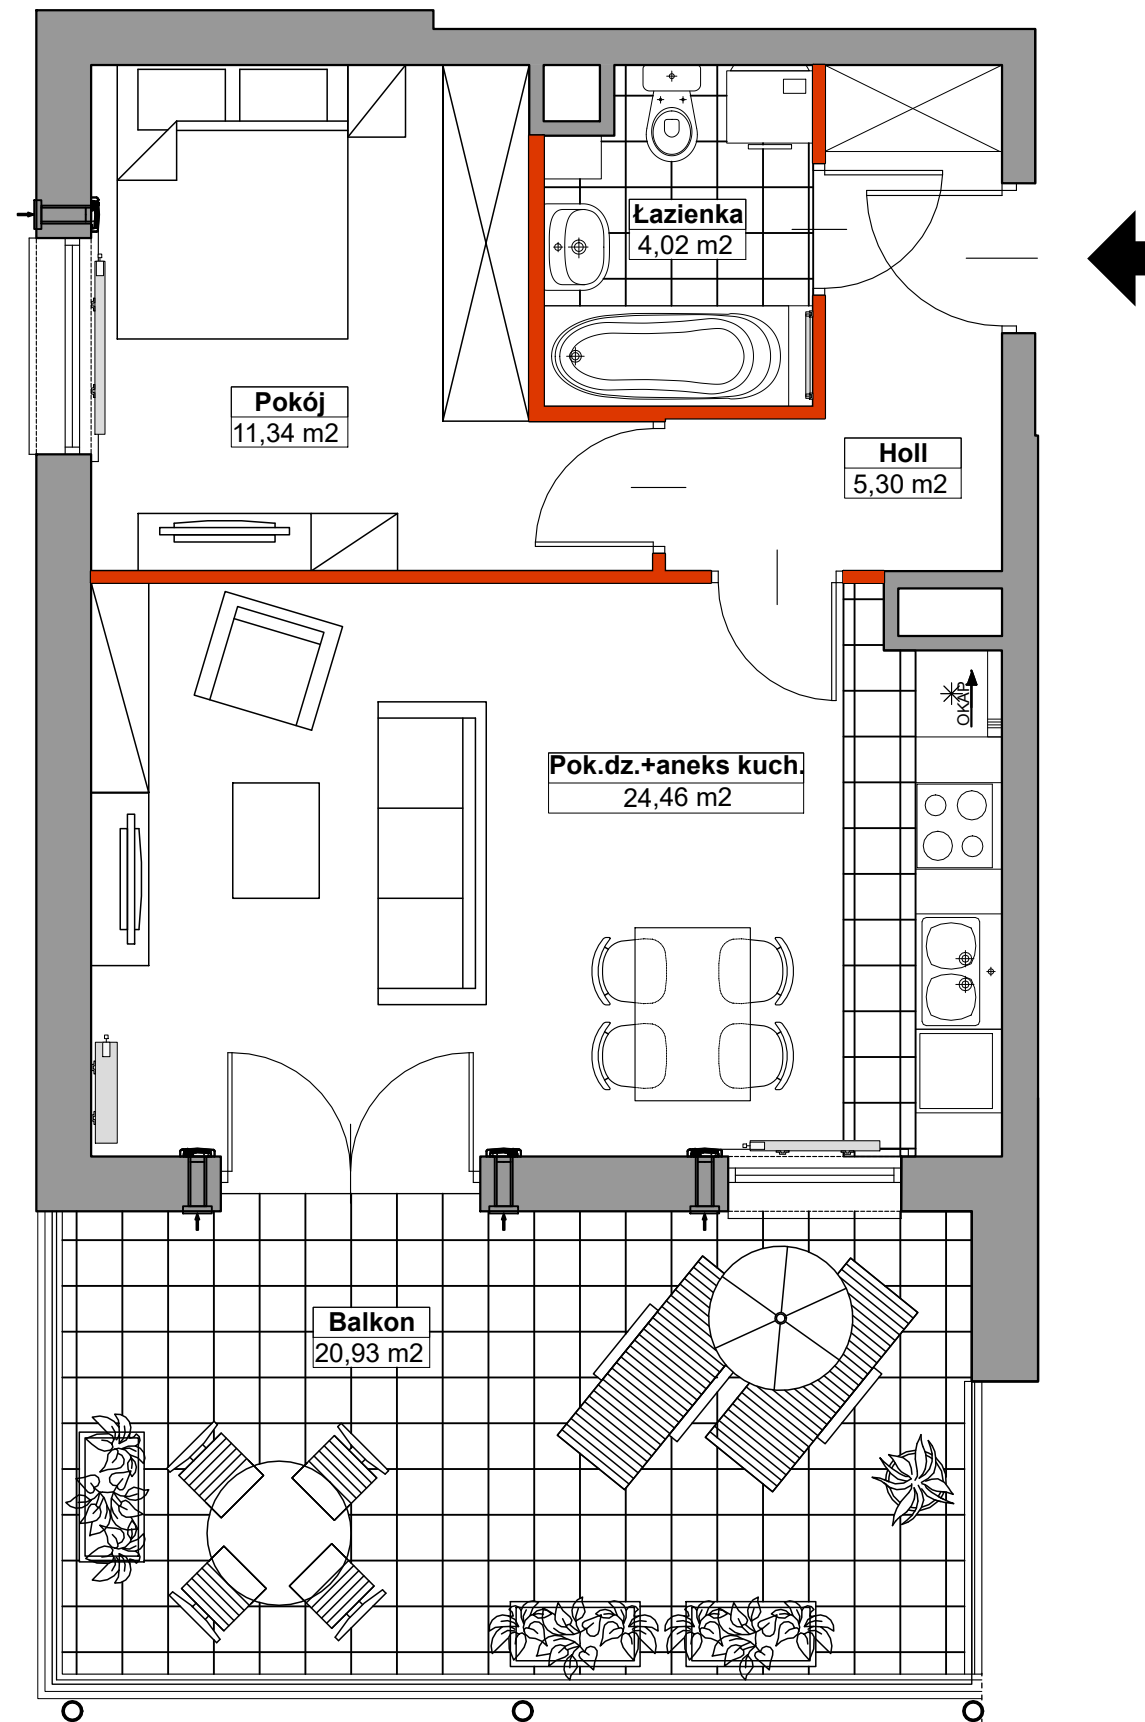 Łazienka
4,02 m2
Pokój
11,34 m2
Holl
5,30 m2
OKAP
Pok.dz.+aneks kuch.
24,46 m2
Balkon
20,93 m2